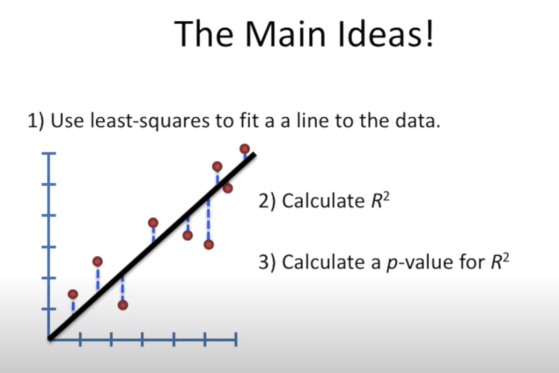 The Main Ideas!
1) Use least-squares to fit a a line to the data.
2) Calculate R²
3) Calculate a p-value for R²